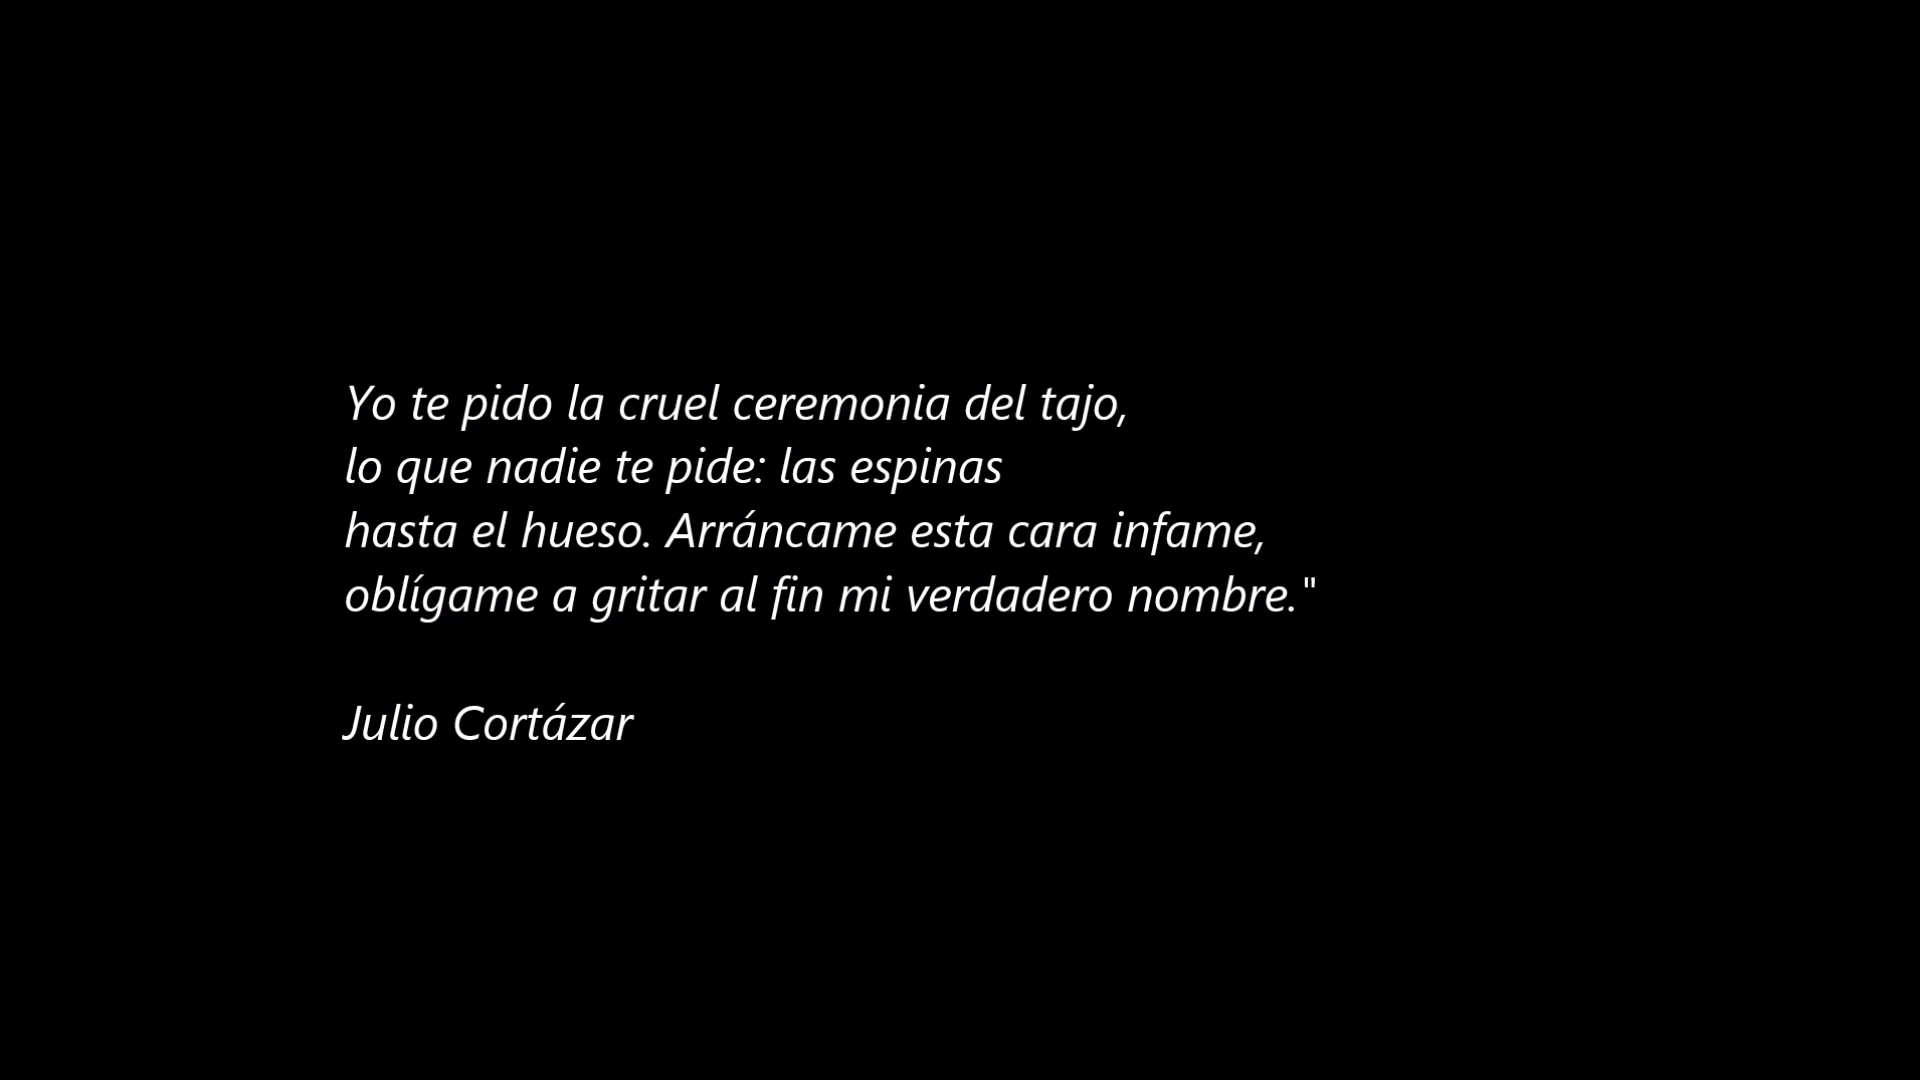 Yo te pido la cruel ceremonia del tajo,
lo que nadie te pide: las espinas
hasta el hueso. Arráncame esta cara infame,
oblígame a gritar al fin mi verdadero nombre."
Julio Cortázar